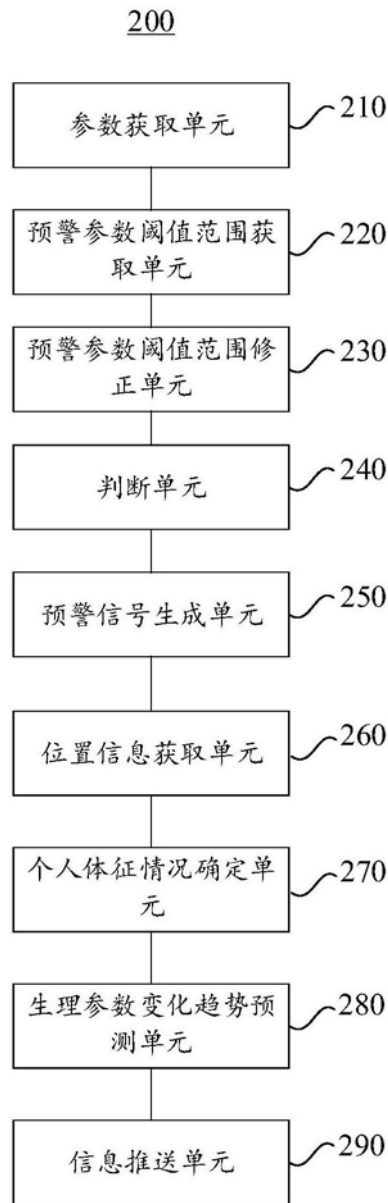 200
参数获取单元
210
预警参数阈值范围获
取单元
220
预警参数阈值范围修
正单元
230
判断单元
240
预警信号生成单元
250
位置信息获取单元
260
个人体征情况确定单
元
270
生理参数变化趋势预
测单元
280
信息推送单元
290